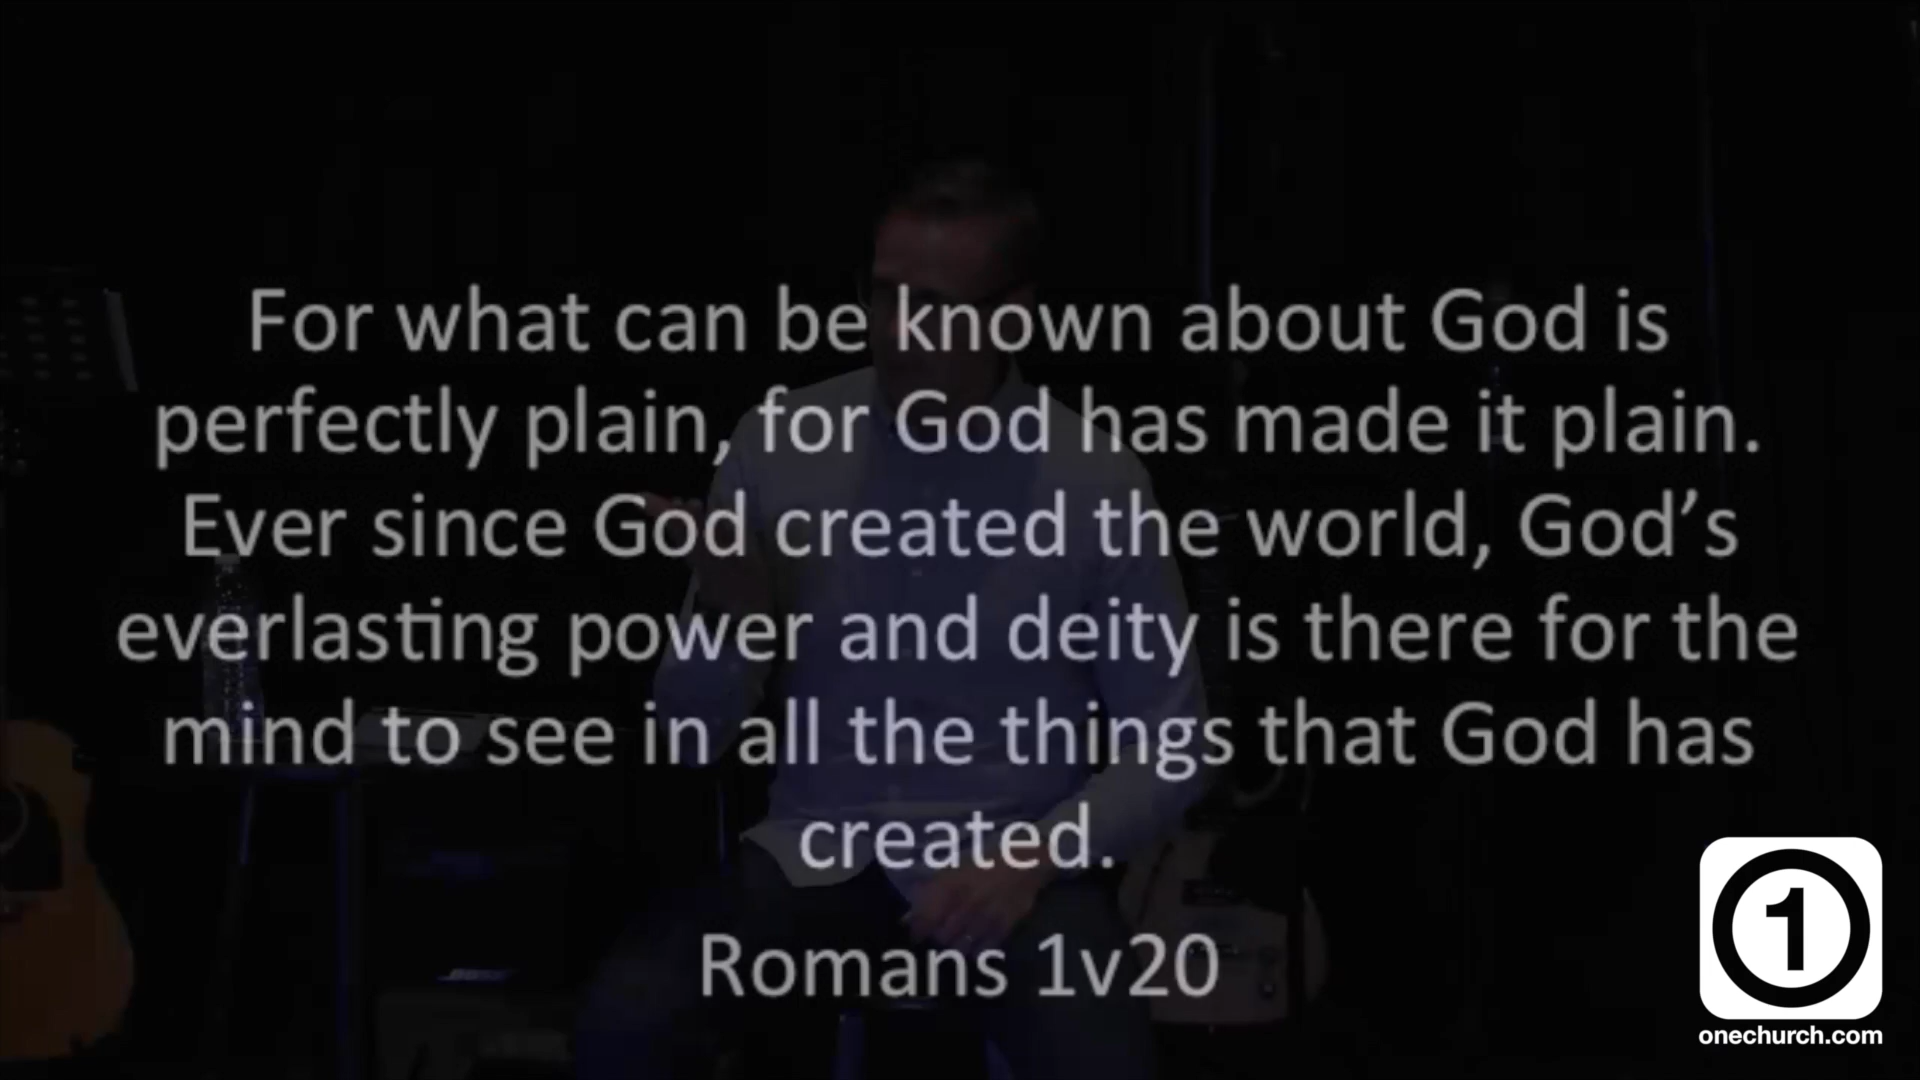 For what can be known about God is
perfectly plain, for God has made it plain.
Ever since God created the world, God’s
everlasting power and deity is there for the
mind to see in all the things that God has
created.
Romans 1v20
1
onechurch.com
BOSE